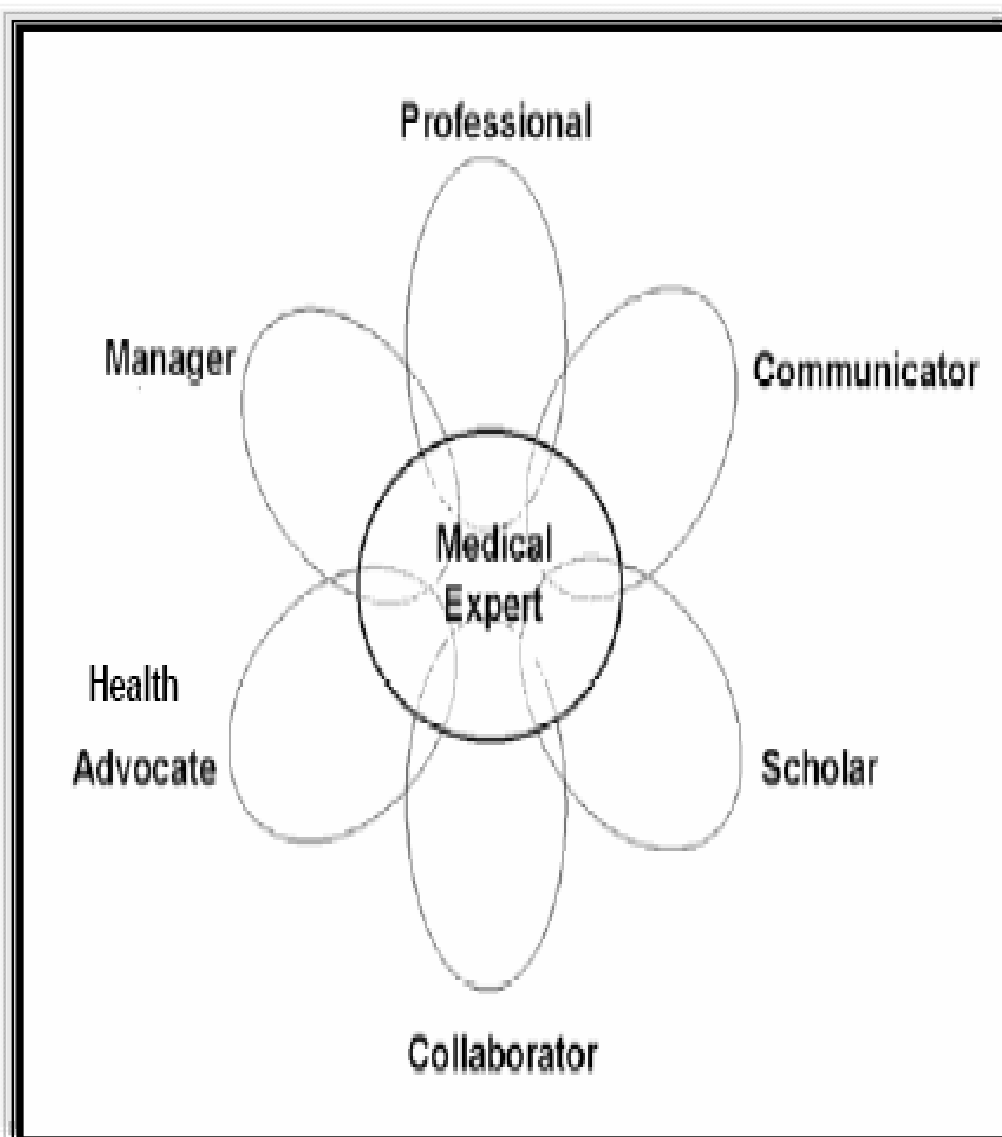 Professional
Manager
Communicator
Medical
Expert
Health
Advocate
Scholar
Collaborator